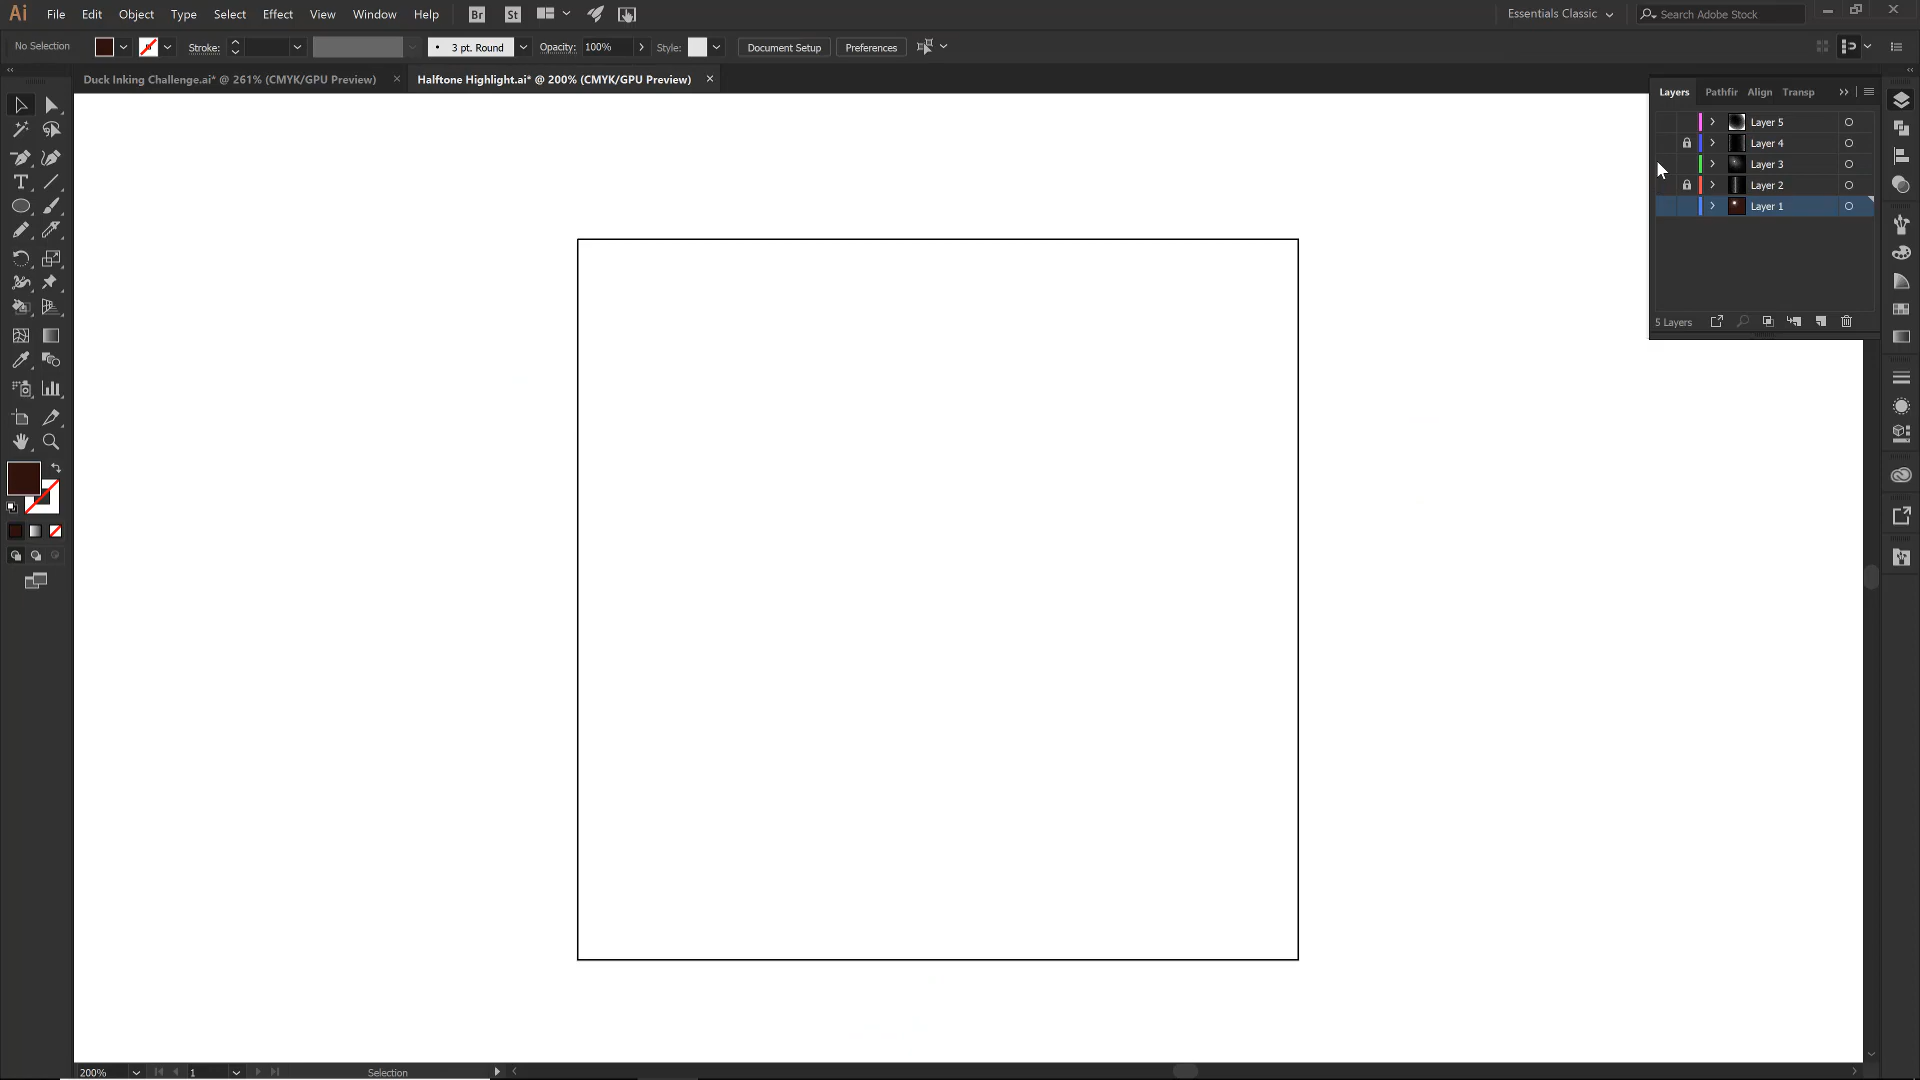 Ai File Edit Object Type Select Effect View Window Help Br St Essentials Classic Search Adobe Stock
No Selection Stroke: 3 pt. Round Opacity: 100% Style: Document Setup Preferences
Duck Inking Challenge.ai* @ 261% (CMYK/GPU Preview) Halftone Highlight.ai* @ 200% (CMYK/GPU Preview)
Layers Pathfir Align Transp
Layer 5
Layer 4
Layer 3
Layer 2
Layer 1
5 Layers
200% 1 Selection